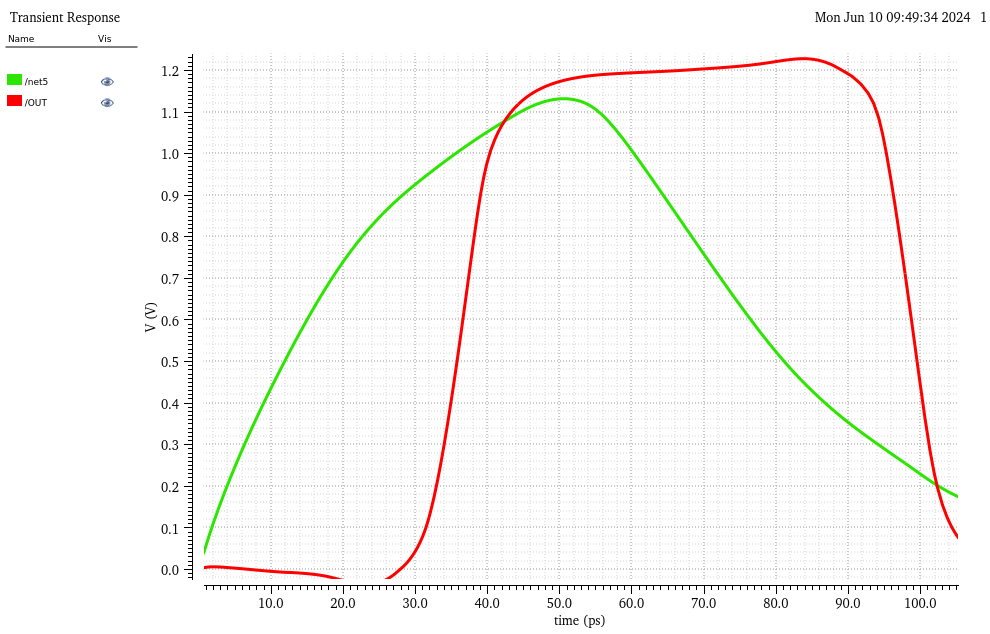 Transient Response
Mon Jun 10 09:49:34 2024 1
Name Vis
/net5
/OUT
1.2
1.1
1.0
0.9
0.8
0.7
0.6
0.5
0.4
0.3
0.2
0.1
0.0
V (V)
10.0 20.0 30.0 40.0 50.0 60.0 70.0 80.0 90.0 100.0
time (ps)